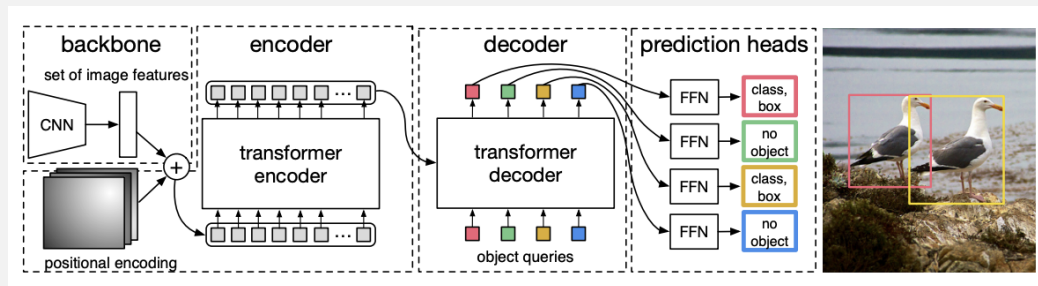 backbone
set of image features
CNN
+
positional encoding
encoder
...
transformer
encoder
...
decoder
transformer
decoder
object queries
prediction heads
FFN
class,
box
FFN
no
object
FFN
class,
box
FFN
no
object